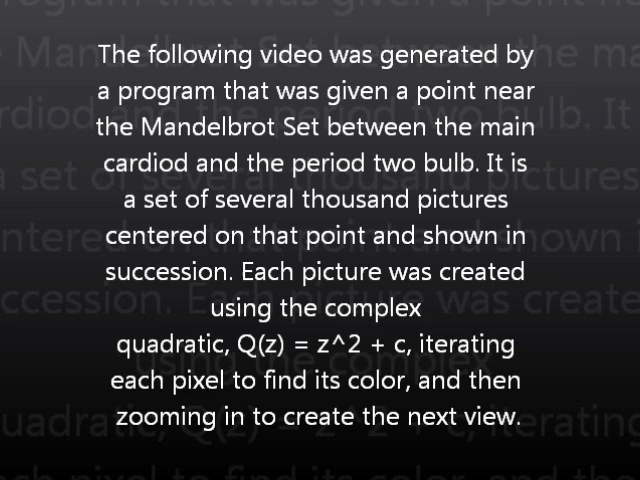 The following video was generated by
a program that was given a point near
the Mandelbrot Set between the main
cardiod and the period two bulb. It is
a set of several thousand pictures
centered on that point and shown in
succession. Each picture was created
using the complex
quadratic, Q(z) = z^2 + c, iterating
each pixel to find its color, and then
zooming in to create the next view.